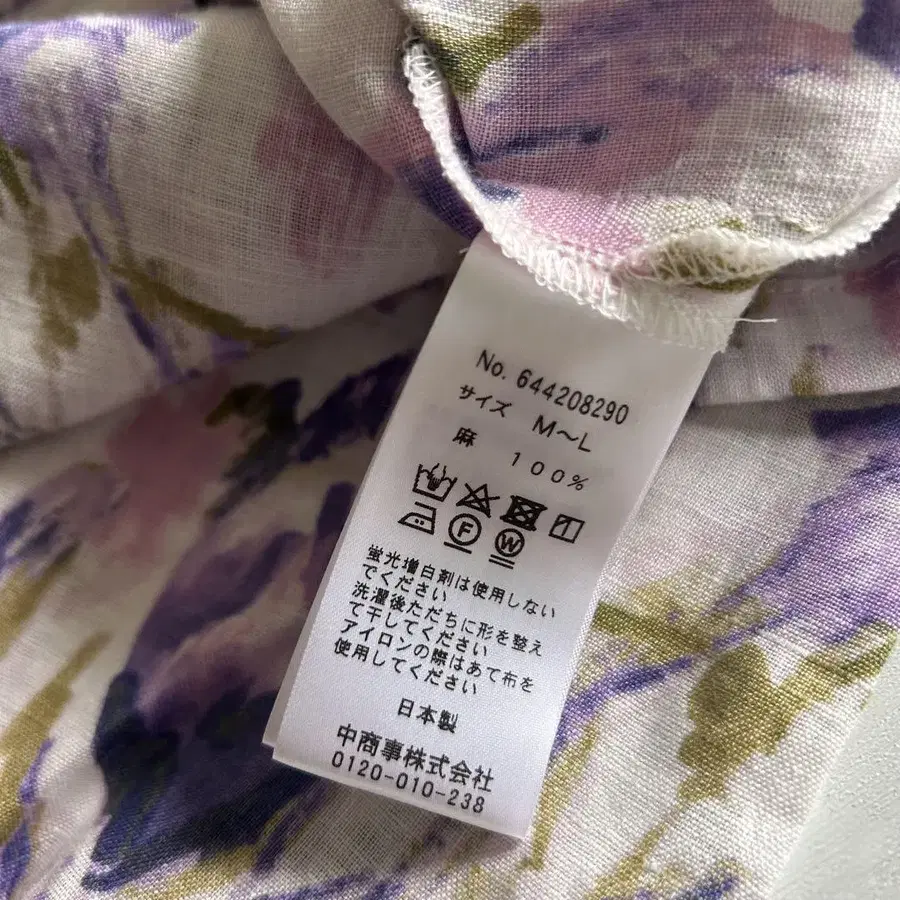 No. 644208290
サイズ M〜L
麻 100%
F W
蛍光増白剤は使用しない
でください
洗濯後ただちに形を整え
て干してください
アイロンの際はあて布を
使用してください
日本製
中商事株式会社
0120-010-238